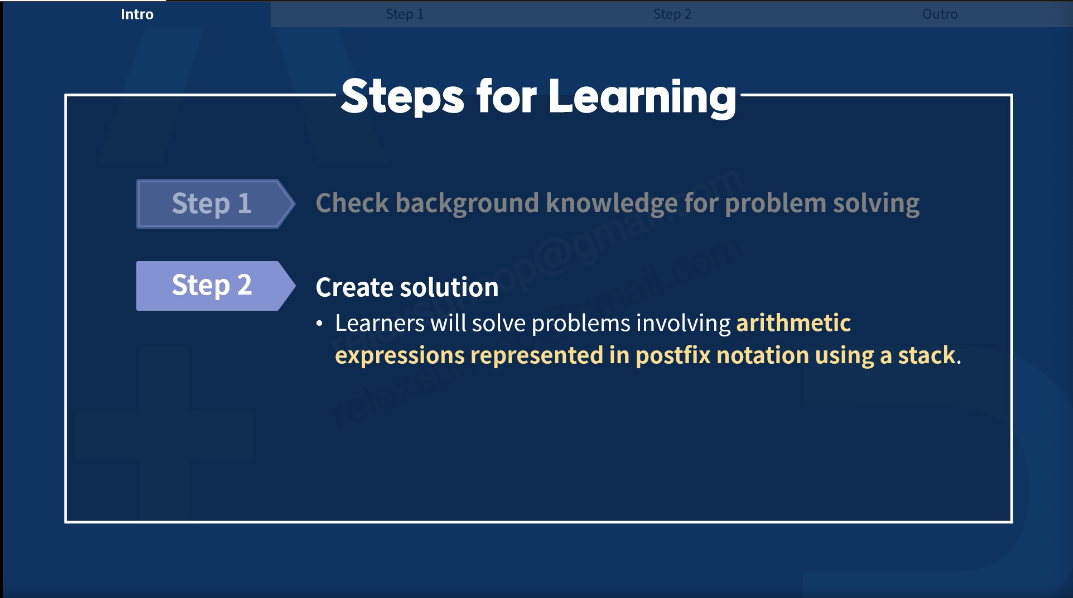 Intro
Step 1
Step 2
Outro
Steps for Learning
Step 1
Check background knowledge for problem solving
Step 2
Create solution
• Learners will solve problems involving arithmetic
expressions represented in postfix notation using a stack.